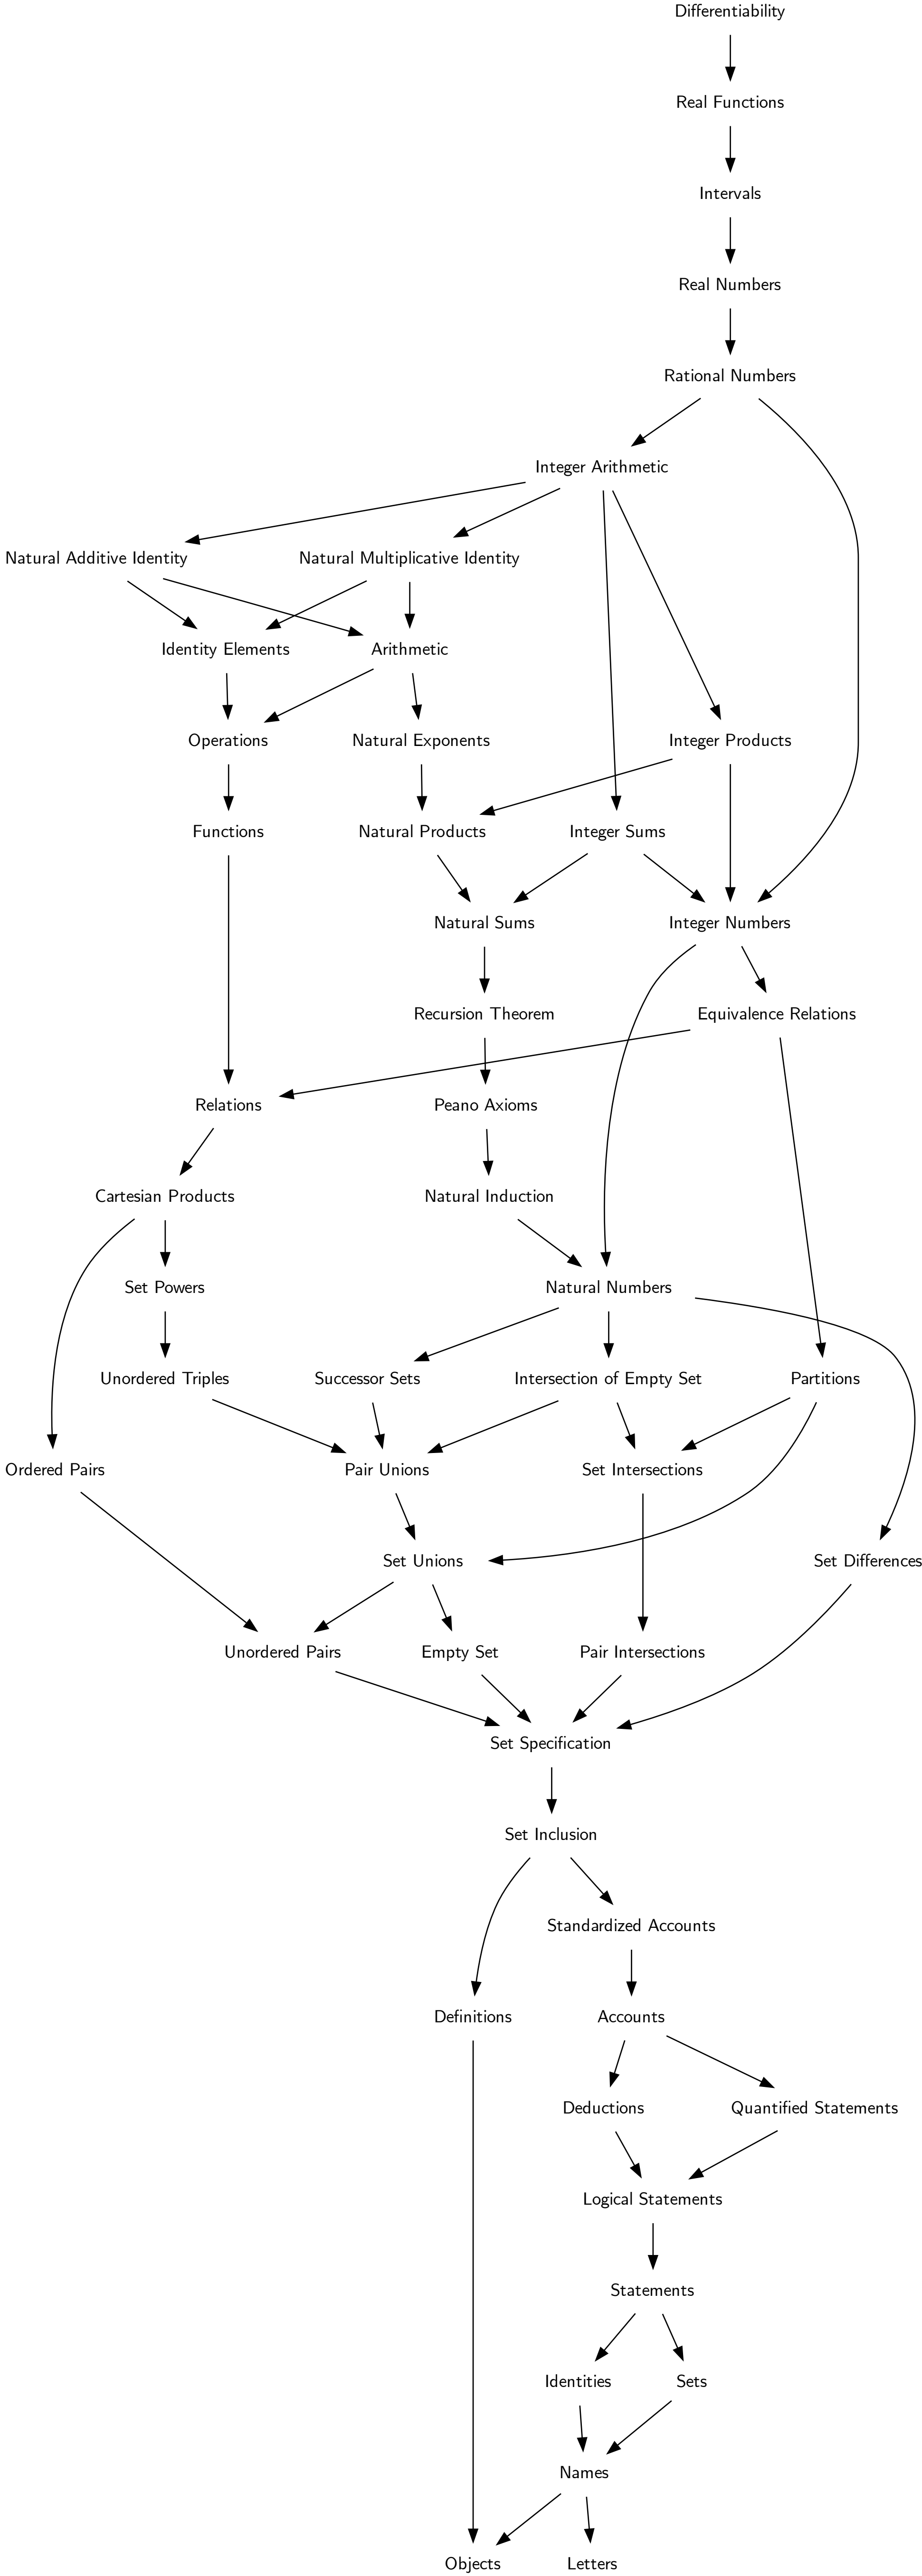 Differentiability
Real Functions
Intervals
Real Numbers
Rational Numbers
Integer Arithmetic
Natural Additive Identity
Natural Multiplicative Identity
Identity Elements
Arithmetic
Operations
Natural Exponents
Integer Products
Functions
Natural Products
Integer Sums
Natural Sums
Integer Numbers
Recursion Theorem
Equivalence Relations
Relations
Peano Axioms
Cartesian Products
Natural Induction
Set Powers
Natural Numbers
Unordered Triples
Successor Sets
Intersection of Empty Set
Partitions
Ordered Pairs
Pair Unions
Set Intersections
Set Unions
Set Differences
Unordered Pairs
Empty Set
Pair Intersections
Set Specification
Set Inclusion
Standardized Accounts
Definitions
Accounts
Deductions
Quantified Statements
Logical Statements
Statements
Identities
Sets
Names
Objects
Letters